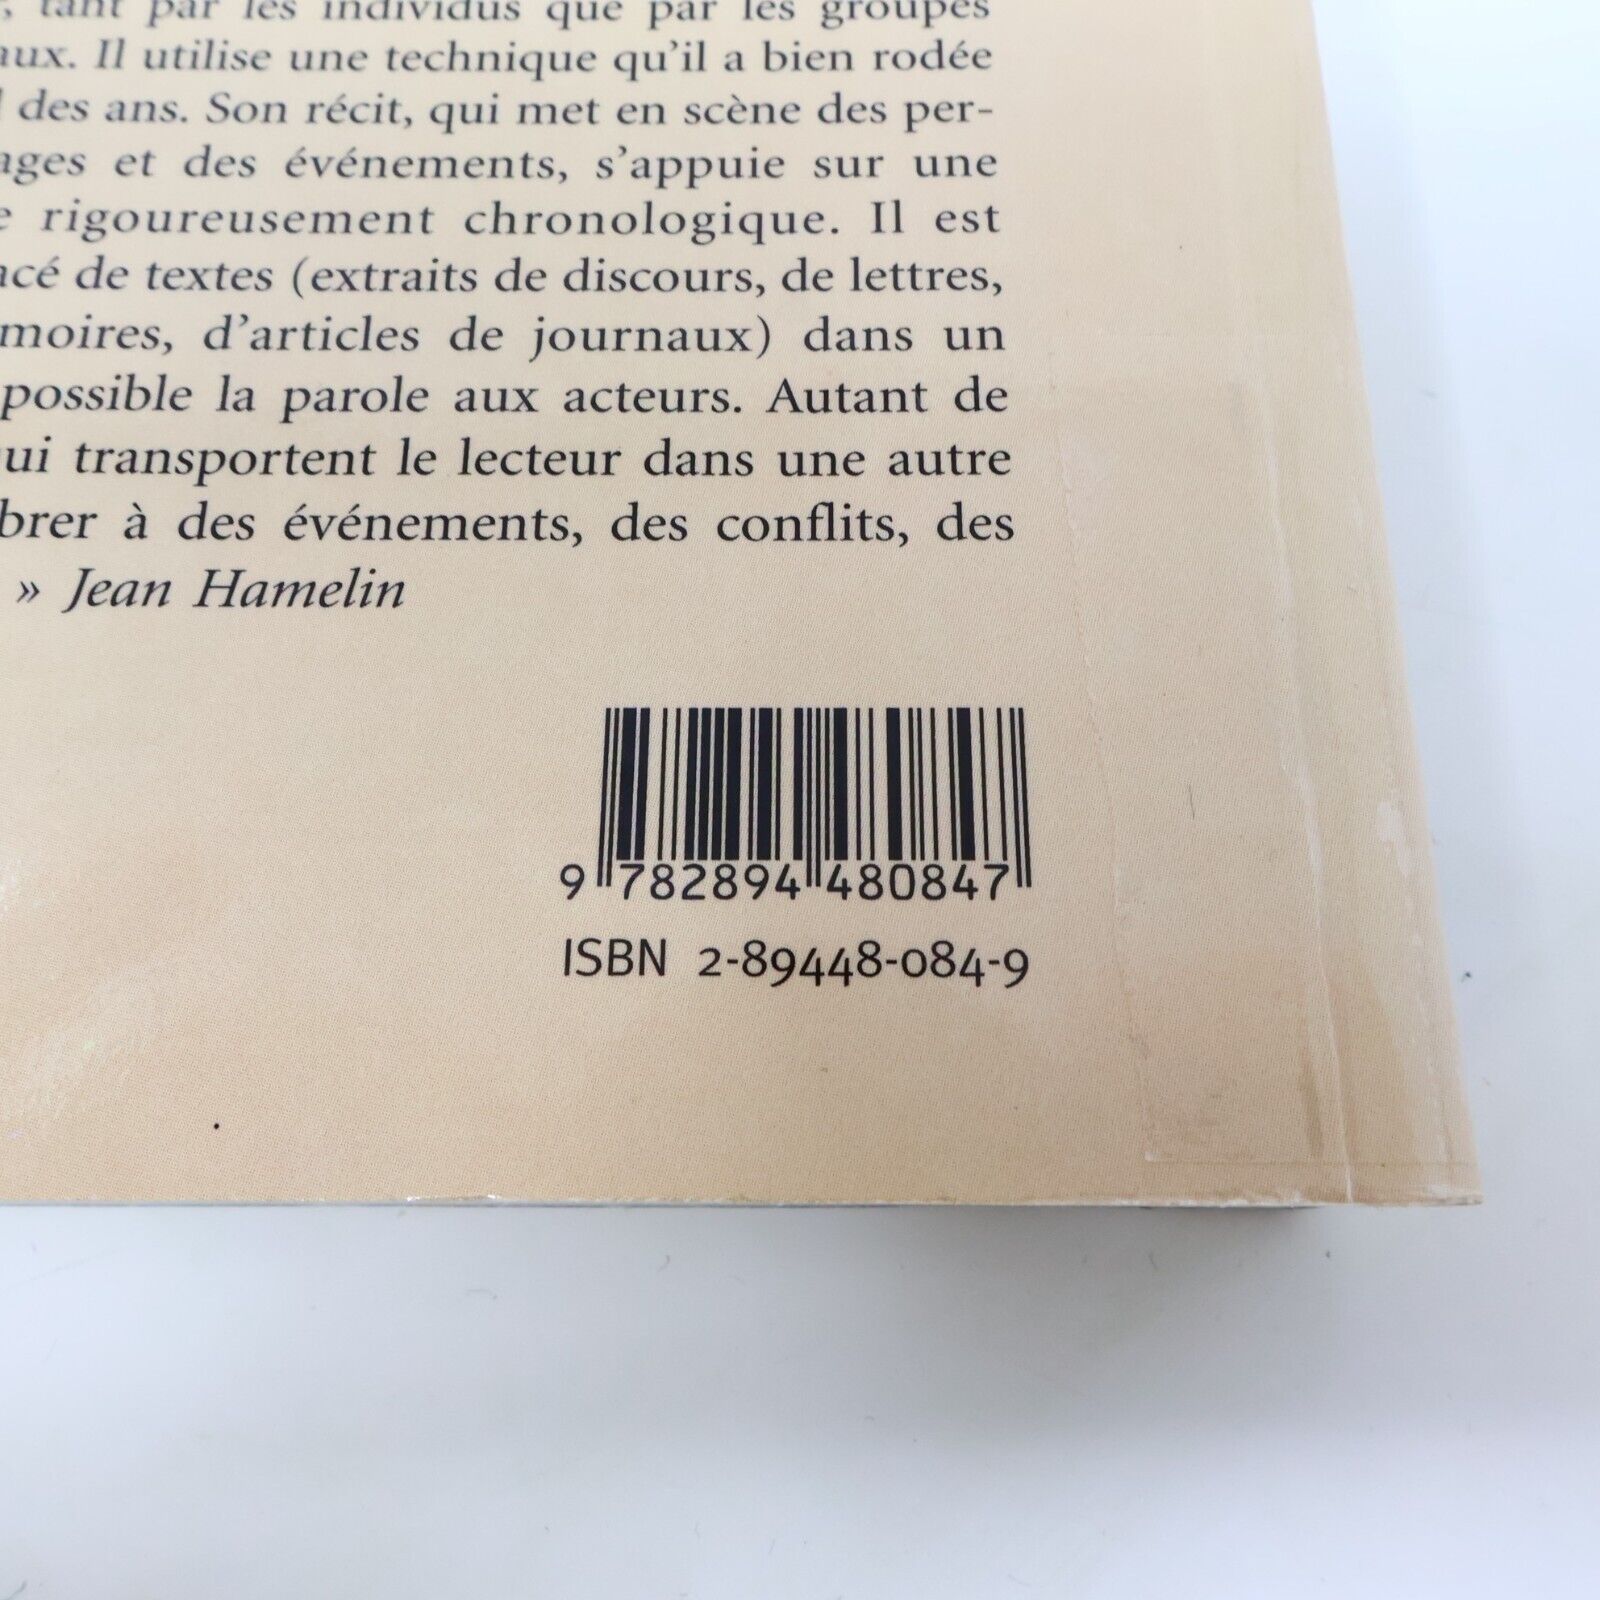 tant par les individus que par les groupes
aux. Il utilise une technique qu'il a bien rodée
des ans. Son récit, qui met en scène des per-
ages et des événements, s'appuie sur une
e rigoureusement chronologique. Il est
acé de textes (extraits de discours, de lettres,
moires, d'articles de journaux) dans un
possible la parole aux acteurs. Autant de
qui transportent le lecteur dans une autre
brer à des événements, des conflits, des
» Jean Hamelin
9 782894 480847
ISBN 2-89448-084-9